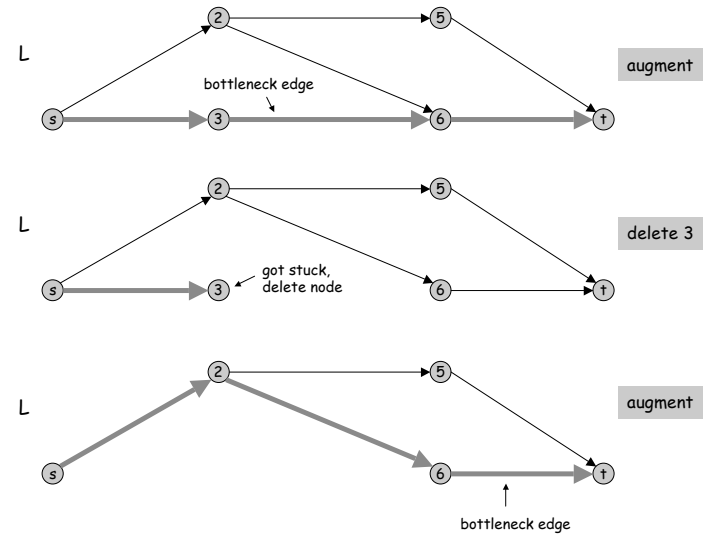 2
5
L
augment
bottleneck edge
s
3
6
t
2
5
L
delete 3
got stuck,
delete node
s
3
6
t
2
5
L
augment
s
6
t
bottleneck edge